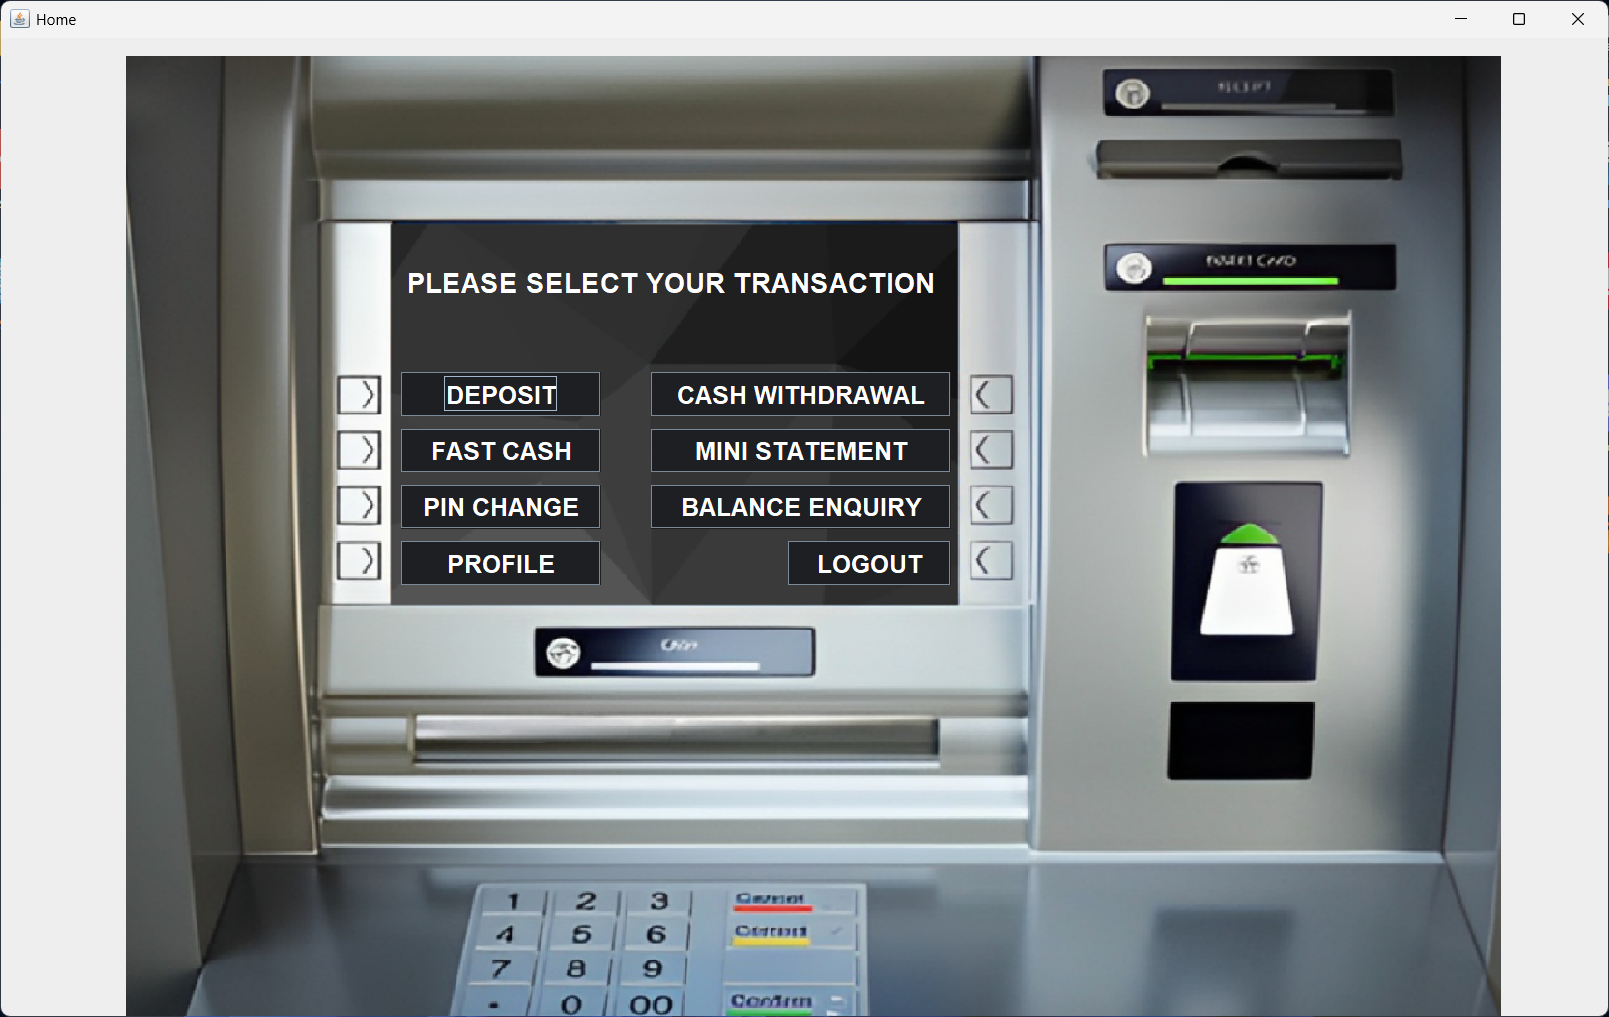 Home
PLEASE SELECT YOUR TRANSACTION
DEPOSIT
CASH WITHDRAWAL
FAST CASH
MINI STATEMENT
PIN CHANGE
BALANCE ENQUIRY
PROFILE
LOGOUT
1 2 3
4 5 6
7 8 9
0 00
Confirm